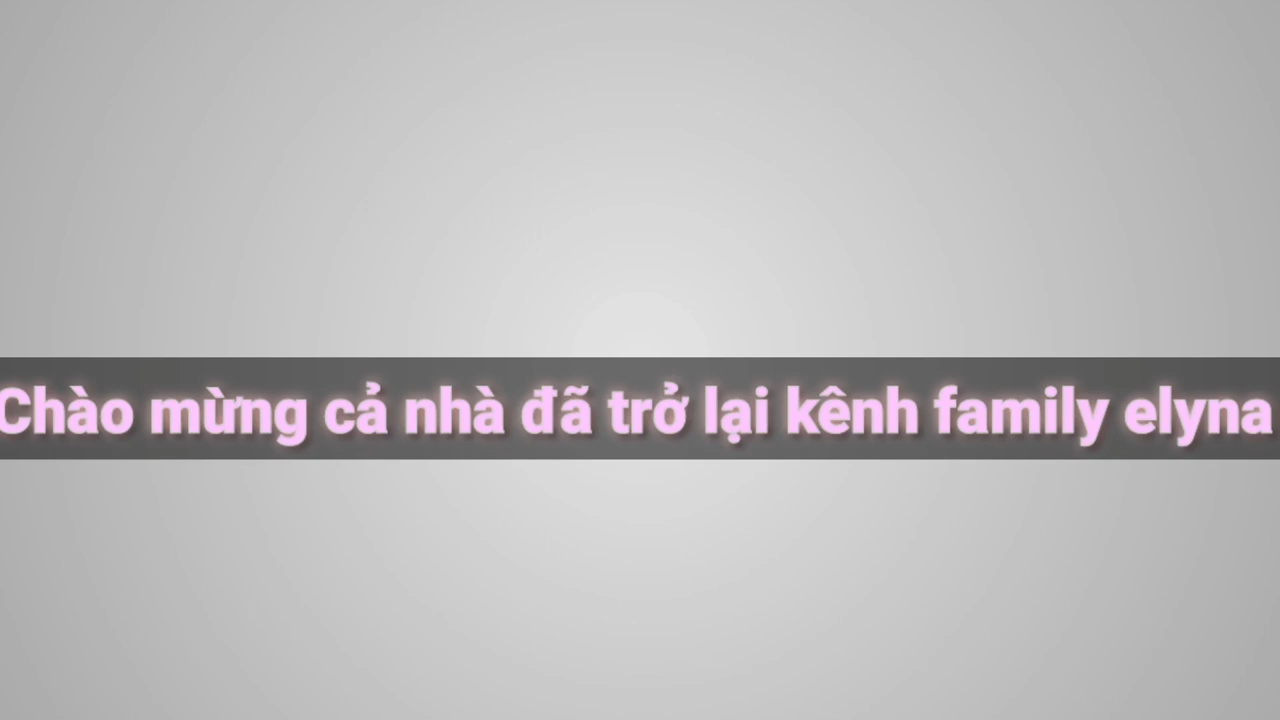 Chào mừng cả nhà đã trở lại kênh family elyna